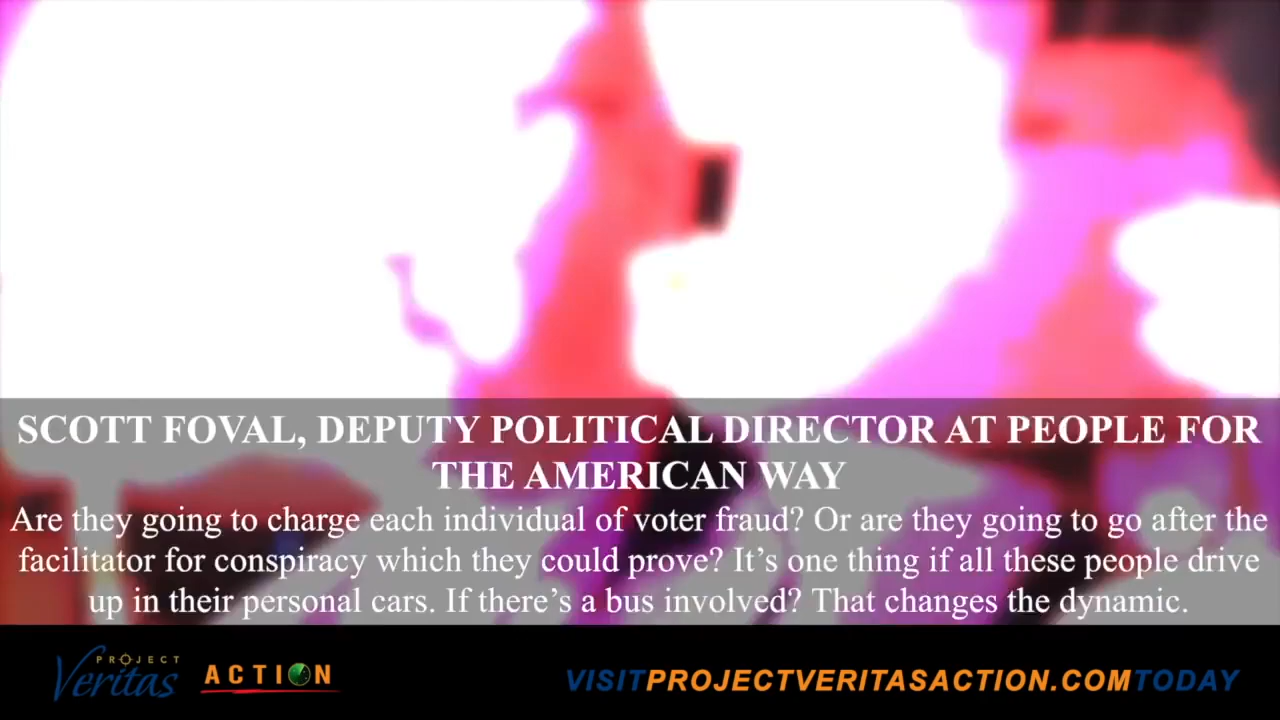 SCOTT FOVAL, DEPUTY POLITICAL DIRECTOR AT PEOPLE FOR
THE AMERICAN WAY
Are they going to charge each individual of voter fraud? Or are they going to go after the
facilitator for conspiracy which they could prove? It’s one thing if all these people drive
up in their personal cars. If there’s a bus involved? That changes the dynamic.
PROJECT
Veritas ACTION
VISITPROJECTVERITASACTION.COMTODAY